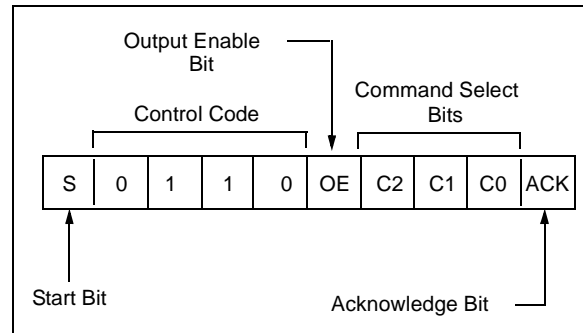 Output Enable
Bit
Command Select
Bits
Control Code
S 0 1 1 0 OE C2 C1 C0 ACK
Start Bit
Acknowledge Bit